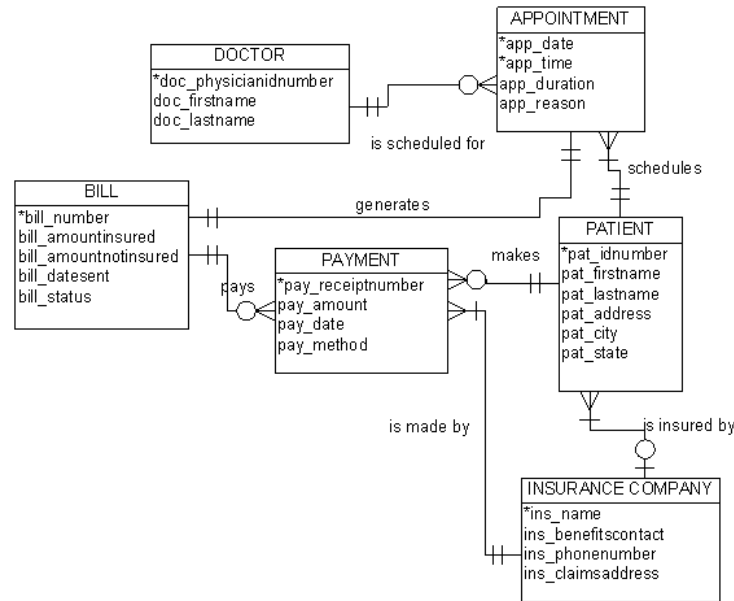 APPOINTMENT
*app_date
*app_time
app_duration
app_reason
DOCTOR
*doc_physicianidnumber
doc_firstname
doc_lastname
is scheduled for
schedules
BILL
*bill_number
bill_amountinsured
bill_amountnotinsured
bill_datesent
bill_status
generates
PATIENT
*pat_idnumber
pat_firstname
pat_lastname
pat_address
pat_city
pat_state
makes
pays
PAYMENT
*pay_receiptnumber
pay_amount
pay_date
pay_method
is made by
is insured by
INSURANCE COMPANY
*ins_name
ins_benefitscontact
ins_phonenumber
ins_claimsaddress